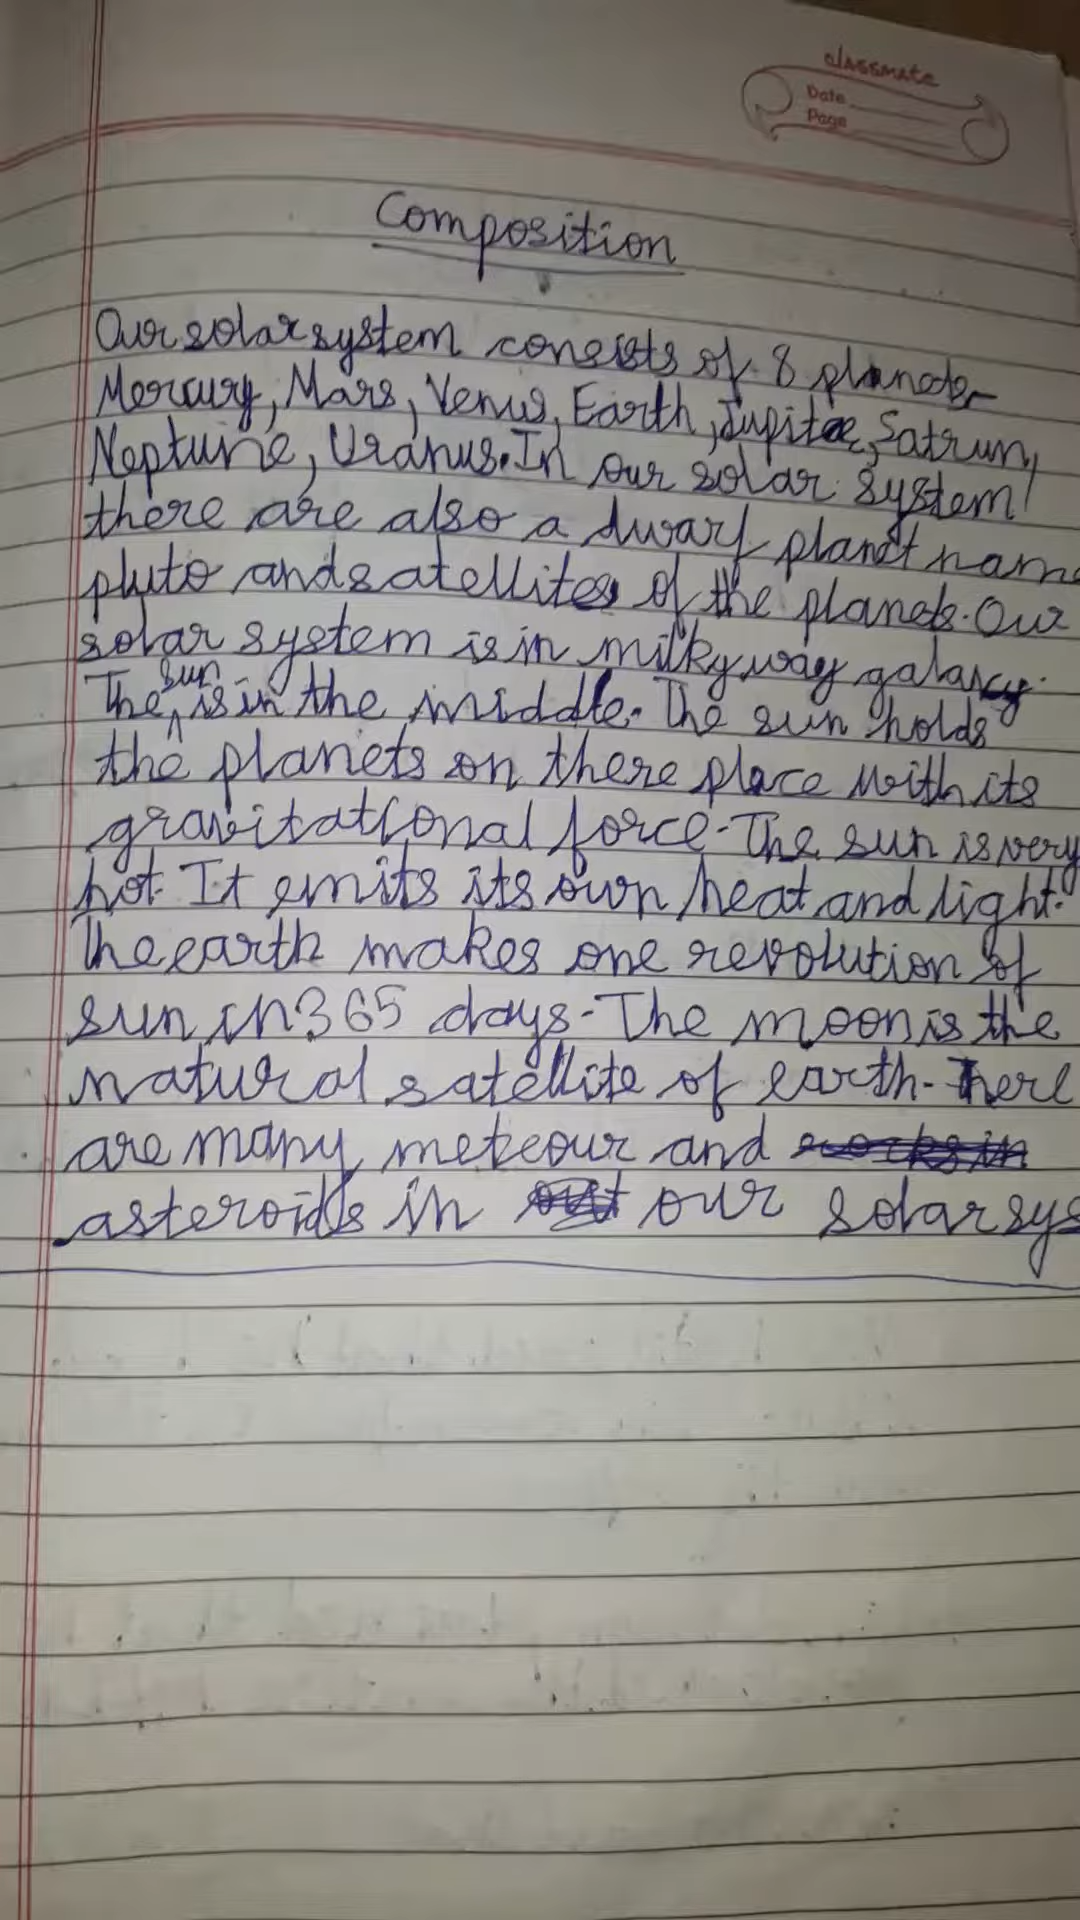 classmate
Date
Page
Composition
Our solar system consists of 8 planets-
Mercury, Mars, Venus, Earth, Jupiter, Satrun,
Neptune, Uranus. In our solar system
there are also a dwarf planet name
pluto and satellites of the planets. Our
solar system is in milkyway galaxy.
The sun is in the middle. The sun holds
the planets on there place with its
gravitational force. The sun is very
hot. It emits its own heat and light.
The earth makes one revolution of
sun in 365 days. The moon is the
natural satellite of earth. There
are many meteour and
asteroids in our solar sys